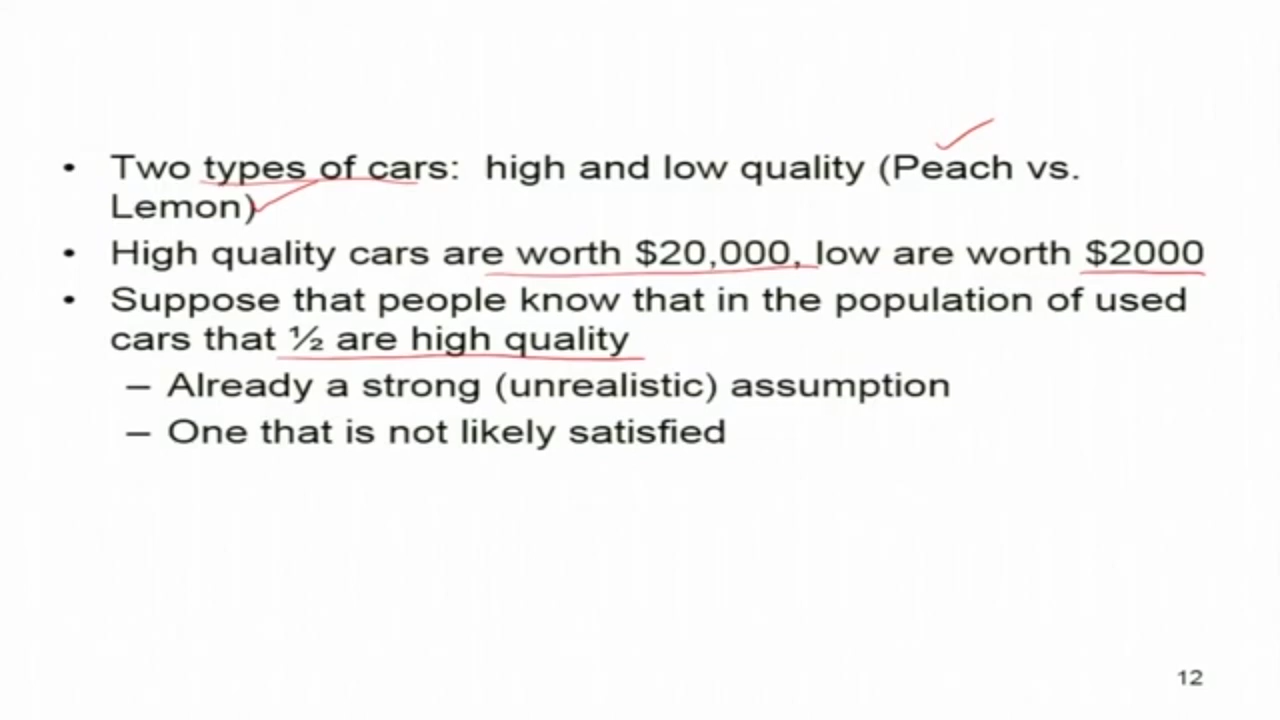 • Two types of cars: high and low quality (Peach vs.
Lemon)
• High quality cars are worth $20,000, low are worth $2000
• Suppose that people know that in the population of used
cars that ½ are high quality
– Already a strong (unrealistic) assumption
– One that is not likely satisfied
12